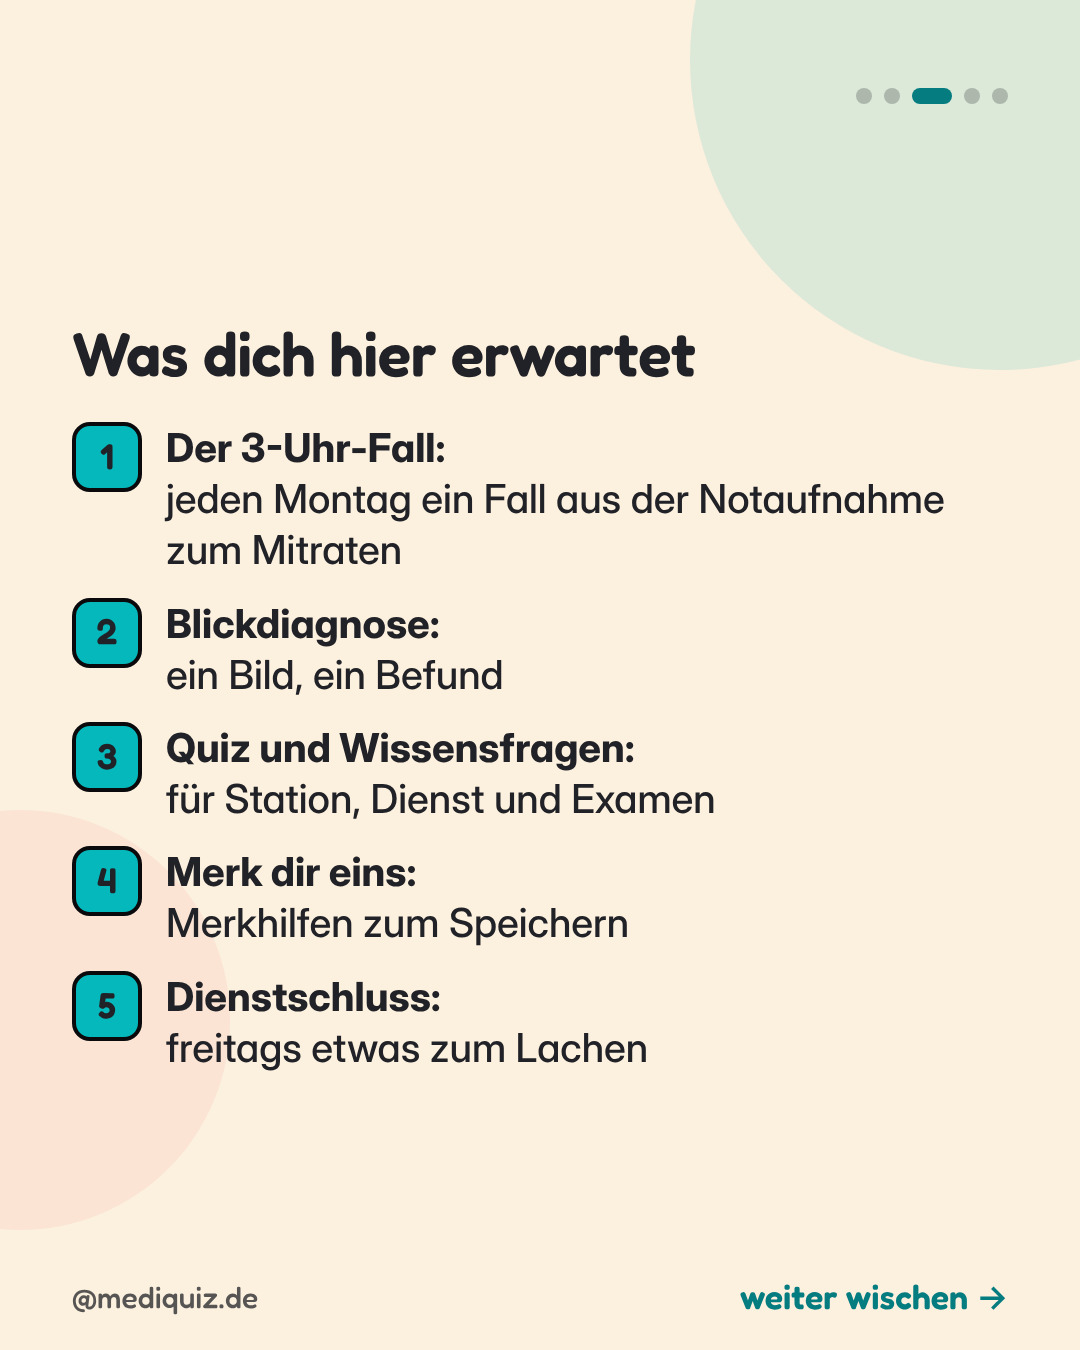 Was dich hier erwartet
1
Der 3-Uhr-Fall:
jeden Montag ein Fall aus der Notaufnahme
zum Mitraten
2
Blickdiagnose:
ein Bild, ein Befund
3
Quiz und Wissensfragen:
für Station, Dienst und Examen
4
Merk dir eins:
Merkhilfen zum Speichern
5
Dienstschluss:
freitags etwas zum Lachen
@mediquiz.de
weiter wischen →